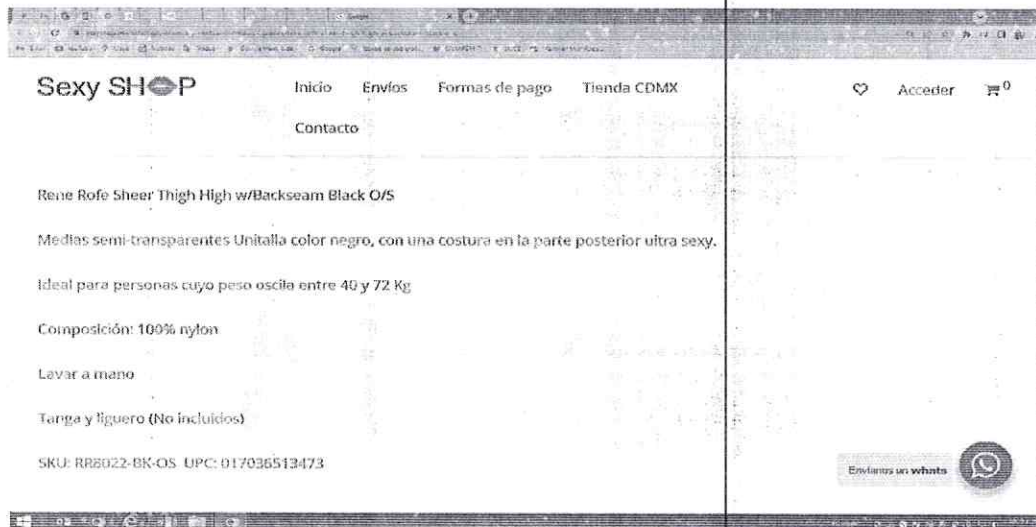 Sexy SHOP
Inicio Envíos Formas de pago Tienda CDMX
Acceder 0
Contacto
Rene Rofe Sheer Thigh High w/Backseam Black O/S
Medias semi-transparentes Unitalla color negro, con una costura en la parte posterior ultra sexy.
Ideal para personas cuyo peso oscila entre 40 y 72 Kg
Composición: 100% nylon
Lavar a mano
Tanga y liguero (No incluidos)
SKU: RR8022-BK-OS UPC: 017036513473
Envíanos un whats